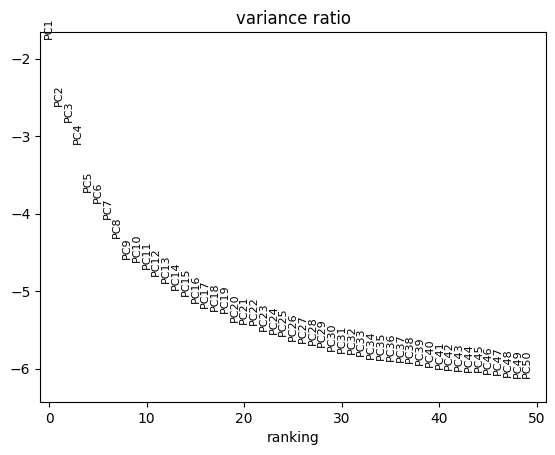 variance ratio
−2
−3
−4
−5
−6
PC1
PC2
PC3
PC4
PC5
PC6
PC7
PC8
PC9
PC10
PC11
PC12
PC13
PC14
PC15
PC16
PC17
PC18
PC19
PC20
PC21
PC22
PC23
PC24
PC25
PC26
PC27
PC28
PC29
PC30
PC31
PC32
PC33
PC34
PC35
PC36
PC37
PC38
PC39
PC40
PC41
PC42
PC43
PC44
PC45
PC46
PC47
PC48
PC49
PC50
0 10 20 30 40 50
ranking